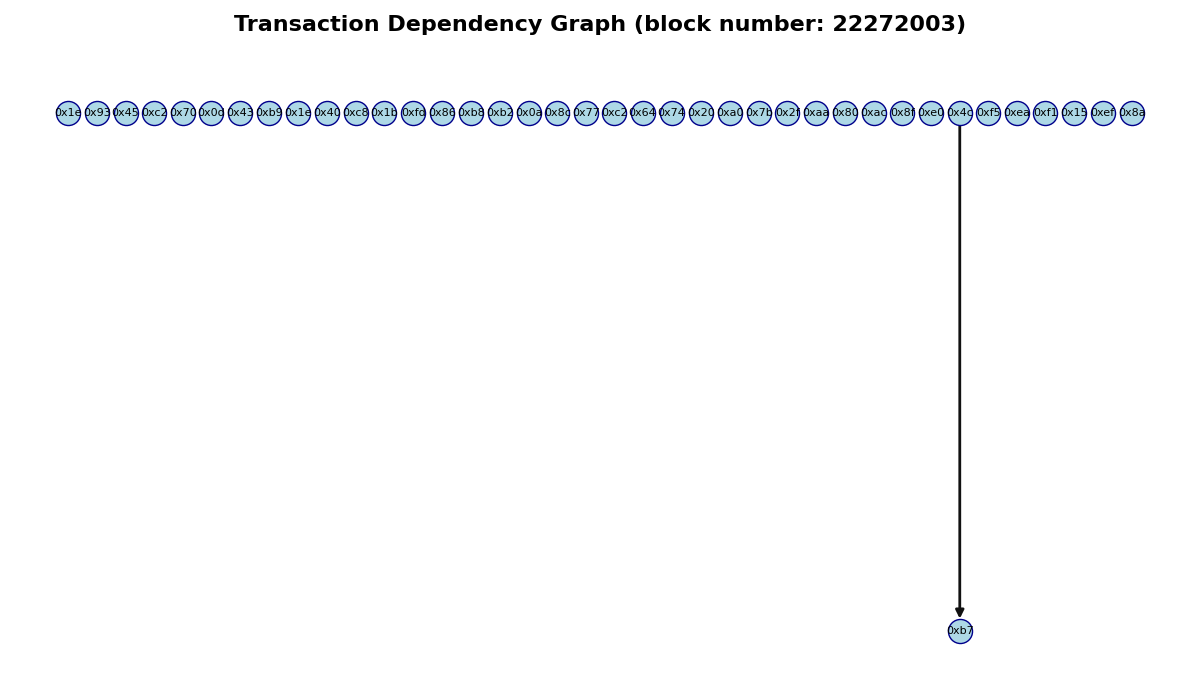 Transaction Dependency Graph (block number: 22272003)
0x1e 0x93 0x45 0xc2 0x70 0x0d 0x43 0xb9 0x1e 0x40 0xc8 0x1b 0xfd 0x86 0xb8 0xb2 0x0a 0x8c 0x77 0xc2 0x64 0x74 0x20 0xa0 0x7b 0x2f 0xaa 0x80 0xac 0x8f 0xe0 0x4c 0xf5 0xea 0xf1 0x15 0xef 0x8a
0xb7